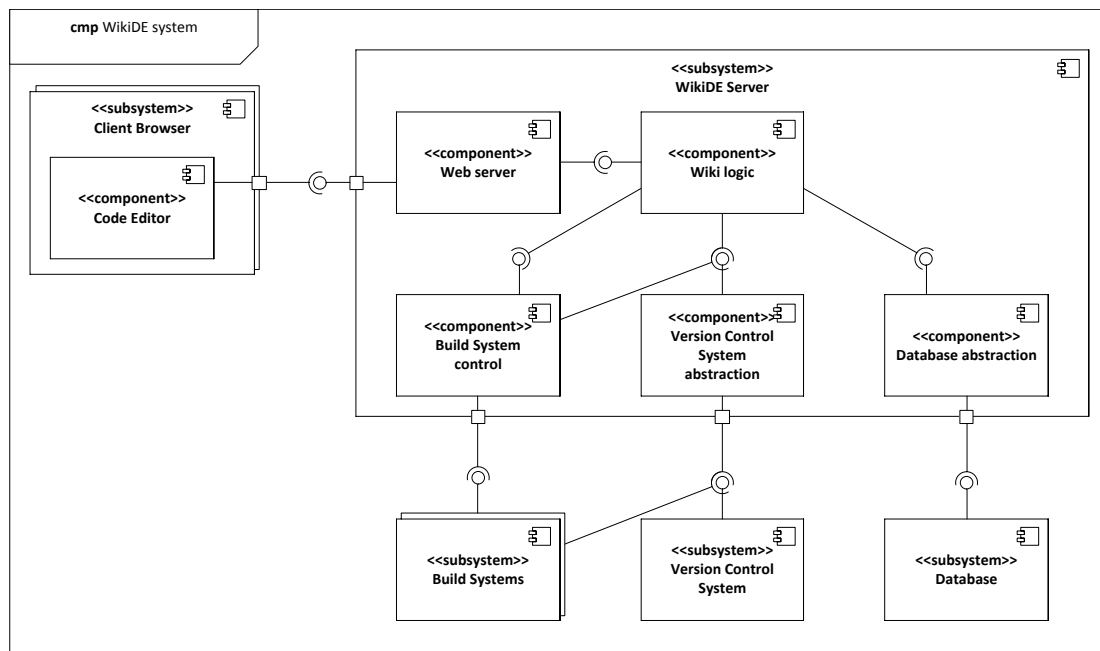 cmp WikiDE system
<<subsystem>>
WikiDE Server
<<subsystem>>
Client Browser
<<component>>
Code Editor
<<component>>
Web server
<<component>>
Wiki logic
<<component>>
Build System
control
<<component>>
Version Control
System
abstraction
<<component>>
Database abstraction
<<subsystem>>
Build Systems
<<subsystem>>
Version Control
System
<<subsystem>>
Database